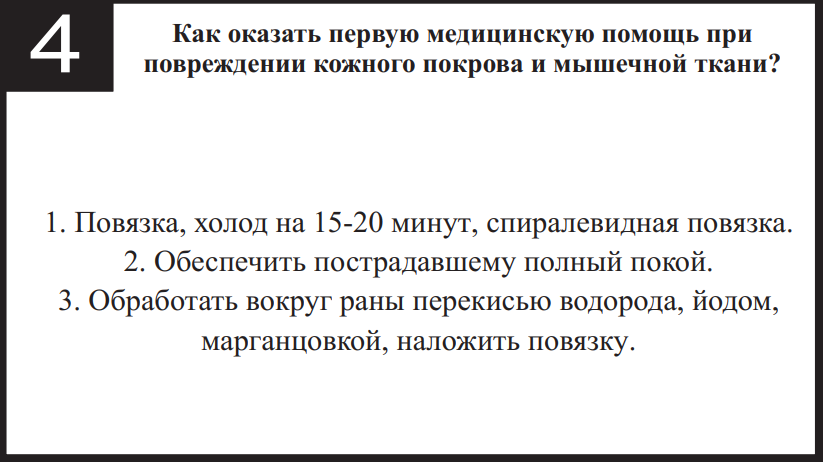 4
Как оказать первую медицинскую помощь при
повреждении кожного покрова и мышечной ткани?
1. Повязка, холод на 15-20 минут, спиралевидная повязка.
2. Обеспечить пострадавшему полный покой.
3. Обработать вокруг раны перекисью водорода, йодом,
марганцовкой, наложить повязку.